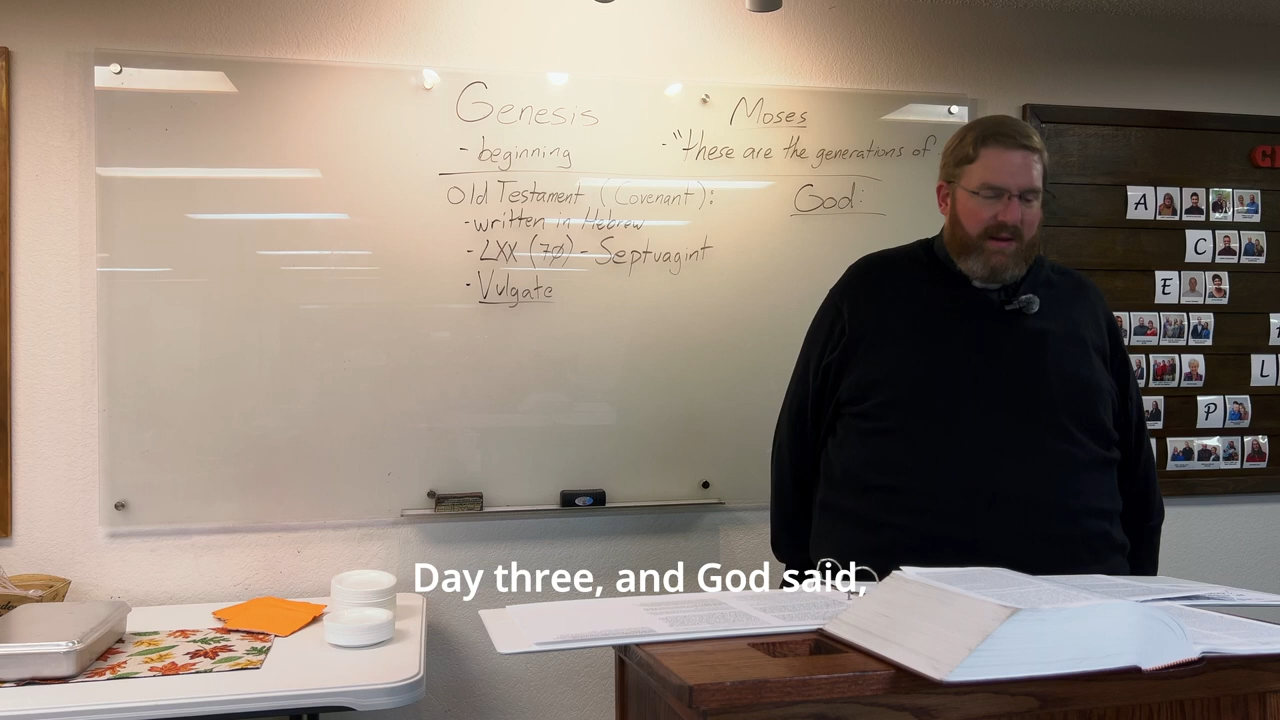 Genesis
- beginning
Old Testament (Covenant):
- written in Hebrew
- LXX (70) - Septuagint
- Vulgate
Moses
- "these are the generations of
God:
A
C
E
L
P
Day three, and God said,